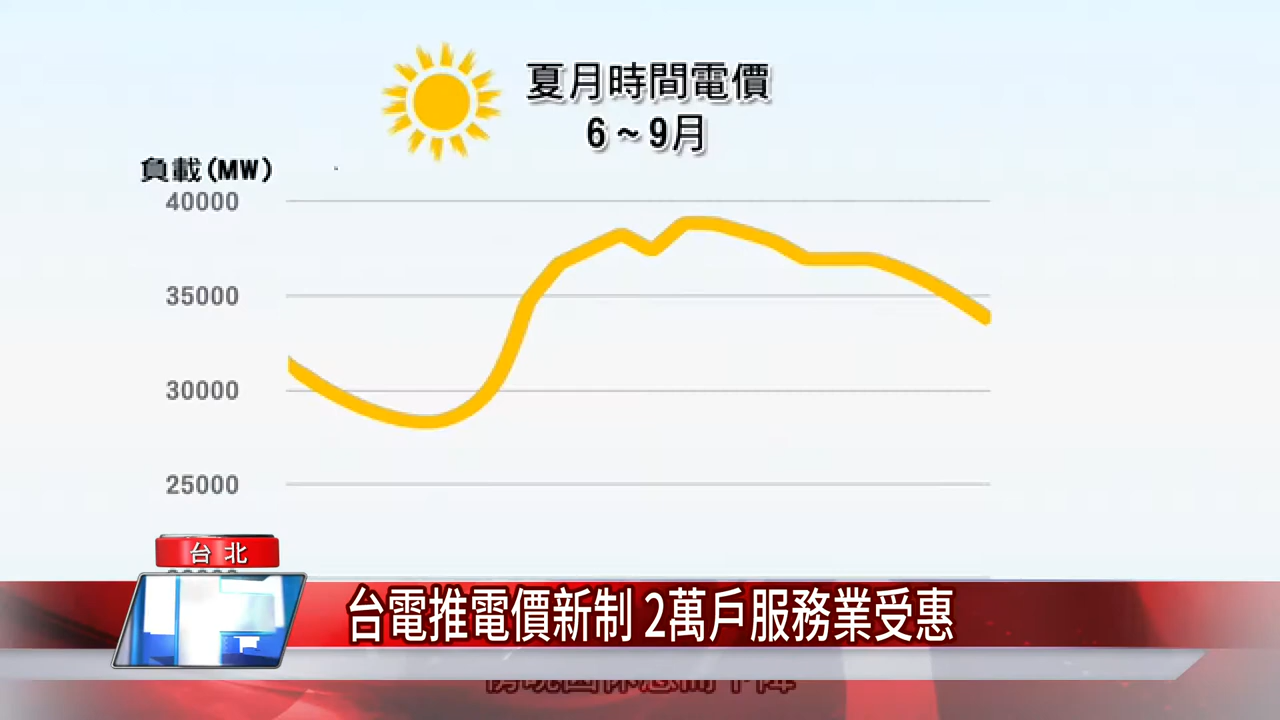 夏月時間電價
6~9月
負載(MW)
40000
35000
30000
25000
台北
台電推電價新制 2萬戶服務業受惠